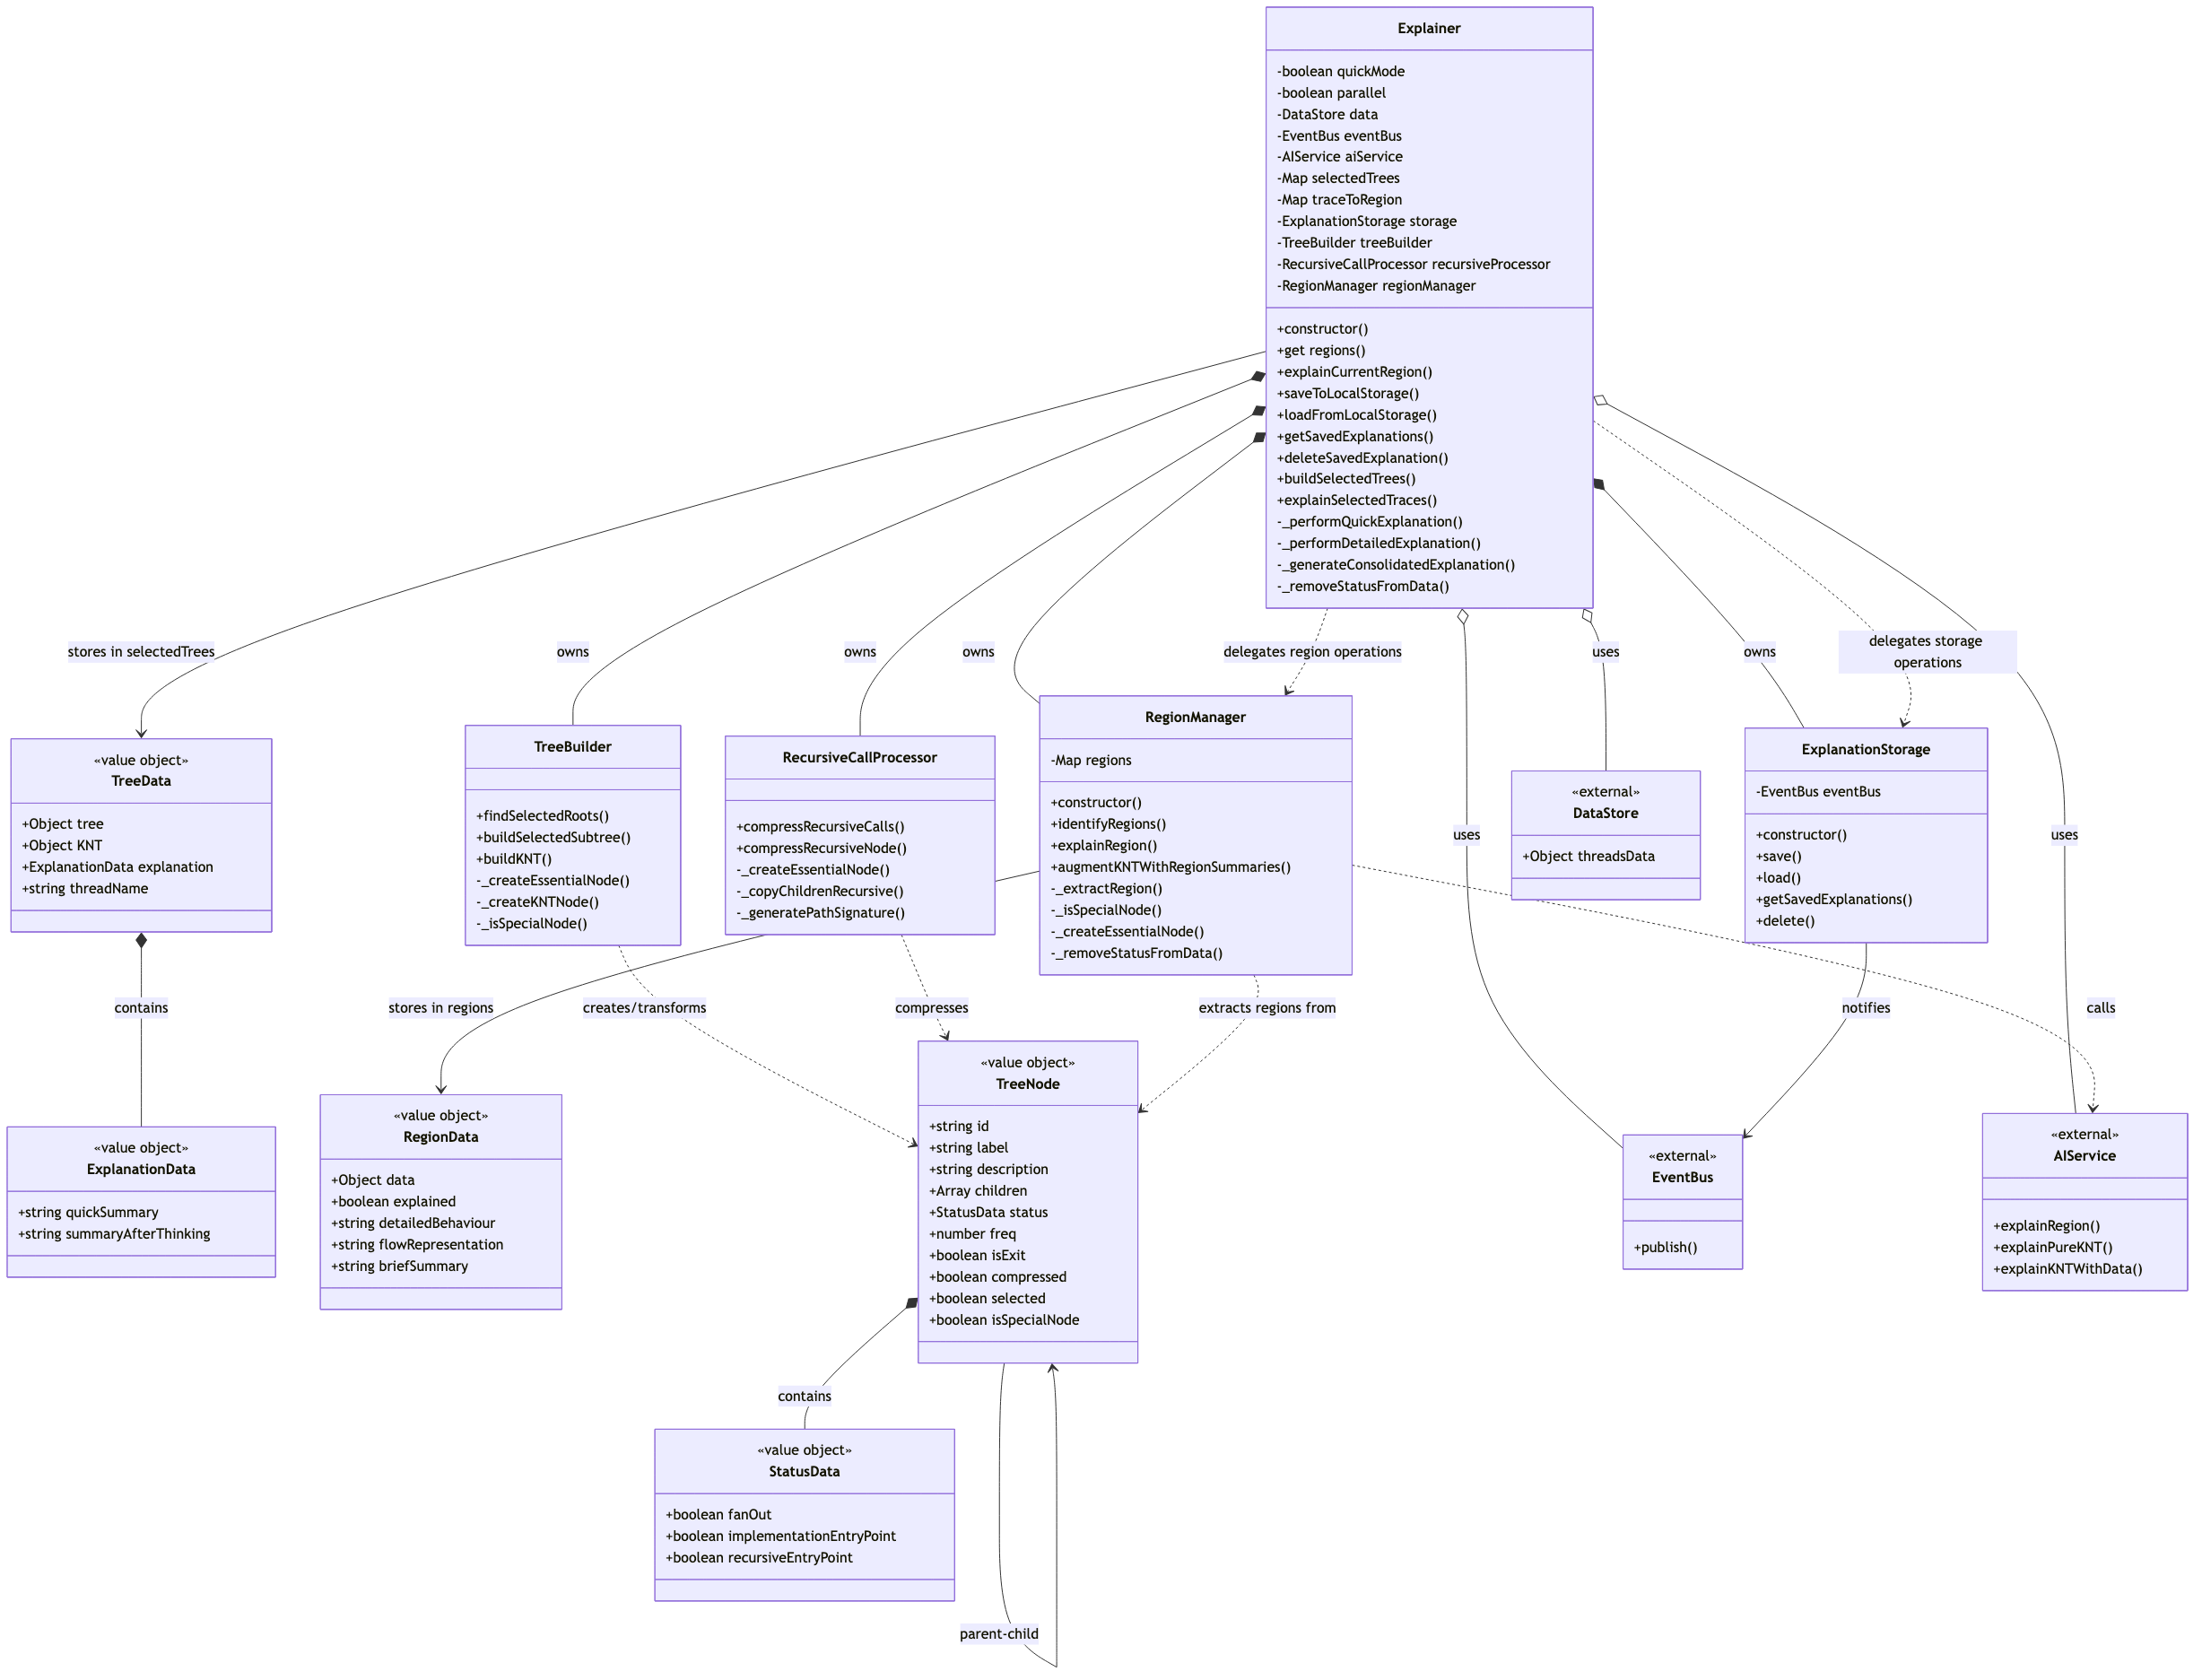 Explainer
-boolean quickMode
-boolean parallel
-DataStore data
-EventBus eventBus
-AIService aiService
-Map selectedTrees
-Map traceToRegion
-ExplanationStorage storage
-TreeBuilder treeBuilder
-RecursiveCallProcessor recursiveProcessor
-RegionManager regionManager
+constructor()
+get regions()
+explainCurrentRegion()
+saveToLocalStorage()
+loadFromLocalStorage()
+getSavedExplanations()
+deleteSavedExplanation()
+buildSelectedTrees()
+explainSelectedTraces()
-_performQuickExplanation()
-_performDetailedExplanation()
-_generateConsolidatedExplanation()
-_removeStatusFromData()
stores in selectedTrees
owns
owns
owns
delegates region operations
uses
owns
delegates storage
operations
«value object»
TreeData
+Object tree
+Object KNT
+ExplanationData explanation
+string threadName
TreeBuilder
+findSelectedRoots()
+buildSelectedSubtree()
+buildKNT()
-_createEssentialNode()
-_createKNTNode()
-_isSpecialNode()
RecursiveCallProcessor
+compressRecursiveCalls()
+compressRecursiveNode()
-_createEssentialNode()
-_copyChildrenRecursive()
-_generatePathSignature()
RegionManager
-Map regions
+constructor()
+identifyRegions()
+explainRegion()
+augmentKNTWithRegionSummaries()
-_extractRegion()
-_isSpecialNode()
-_createEssentialNode()
-_removeStatusFromData()
uses
«external»
DataStore
+Object threadsData
ExplanationStorage
-EventBus eventBus
+constructor()
+save()
+load()
+getSavedExplanations()
+delete()
uses
contains
stores in regions
creates/transforms
compresses
extracts regions from
notifies
calls
«value object»
ExplanationData
+string quickSummary
+string summaryAfterThinking
«value object»
RegionData
+Object data
+boolean explained
+string detailedBehaviour
+string flowRepresentation
+string briefSummary
«value object»
TreeNode
+string id
+string label
+string description
+Array children
+StatusData status
+number freq
+boolean isExit
+boolean compressed
+boolean selected
+boolean isSpecialNode
«external»
EventBus
+publish()
«external»
AIService
+explainRegion()
+explainPureKNT()
+explainKNTWithData()
contains
«value object»
StatusData
+boolean fanOut
+boolean implementationEntryPoint
+boolean recursiveEntryPoint
parent-child